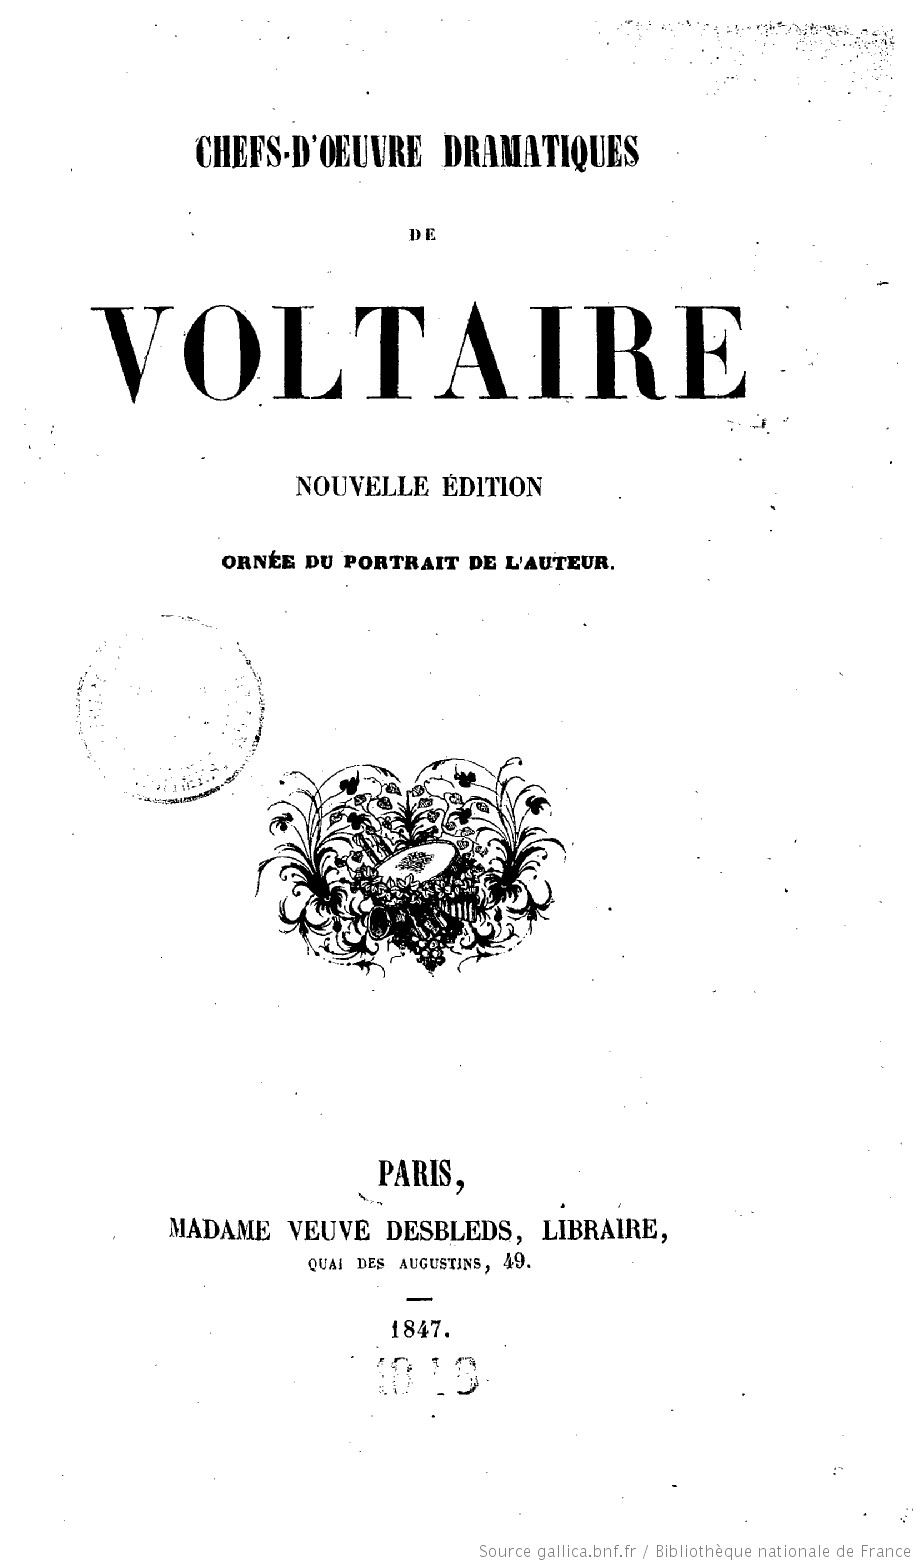 CHEFS-D'OEUVRE DRAMATIQUES
DE
VOLTAIRE
NOUVELLE ÉDITION
ORNÉE DU PORTRAIT DE L'AUTEUR.
PARIS,
MADAME VEUVE DESBLEDS, LIBRAIRE,
QUAI DES AUGUSTINS, 49.
1847.
Source gallica.bnf.fr / Bibliothèque nationale de France